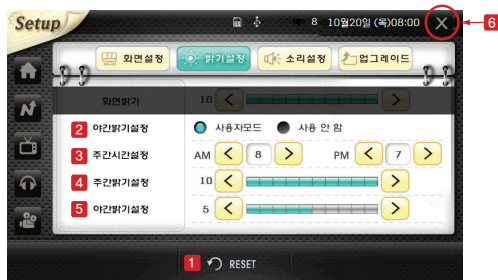 Setup 8 10월20일 (목)08:00 X 6
화면설정 밝기설정 소리설정 업그레이드
화면밝기 10
2 야간밝기설정 사용자모드 사용 안 함
3 주간시간설정 AM < 8 > PM < 7 >
4 주간밝기설정 10 < >
5 야간밝기설정 5 < >
1 RESET